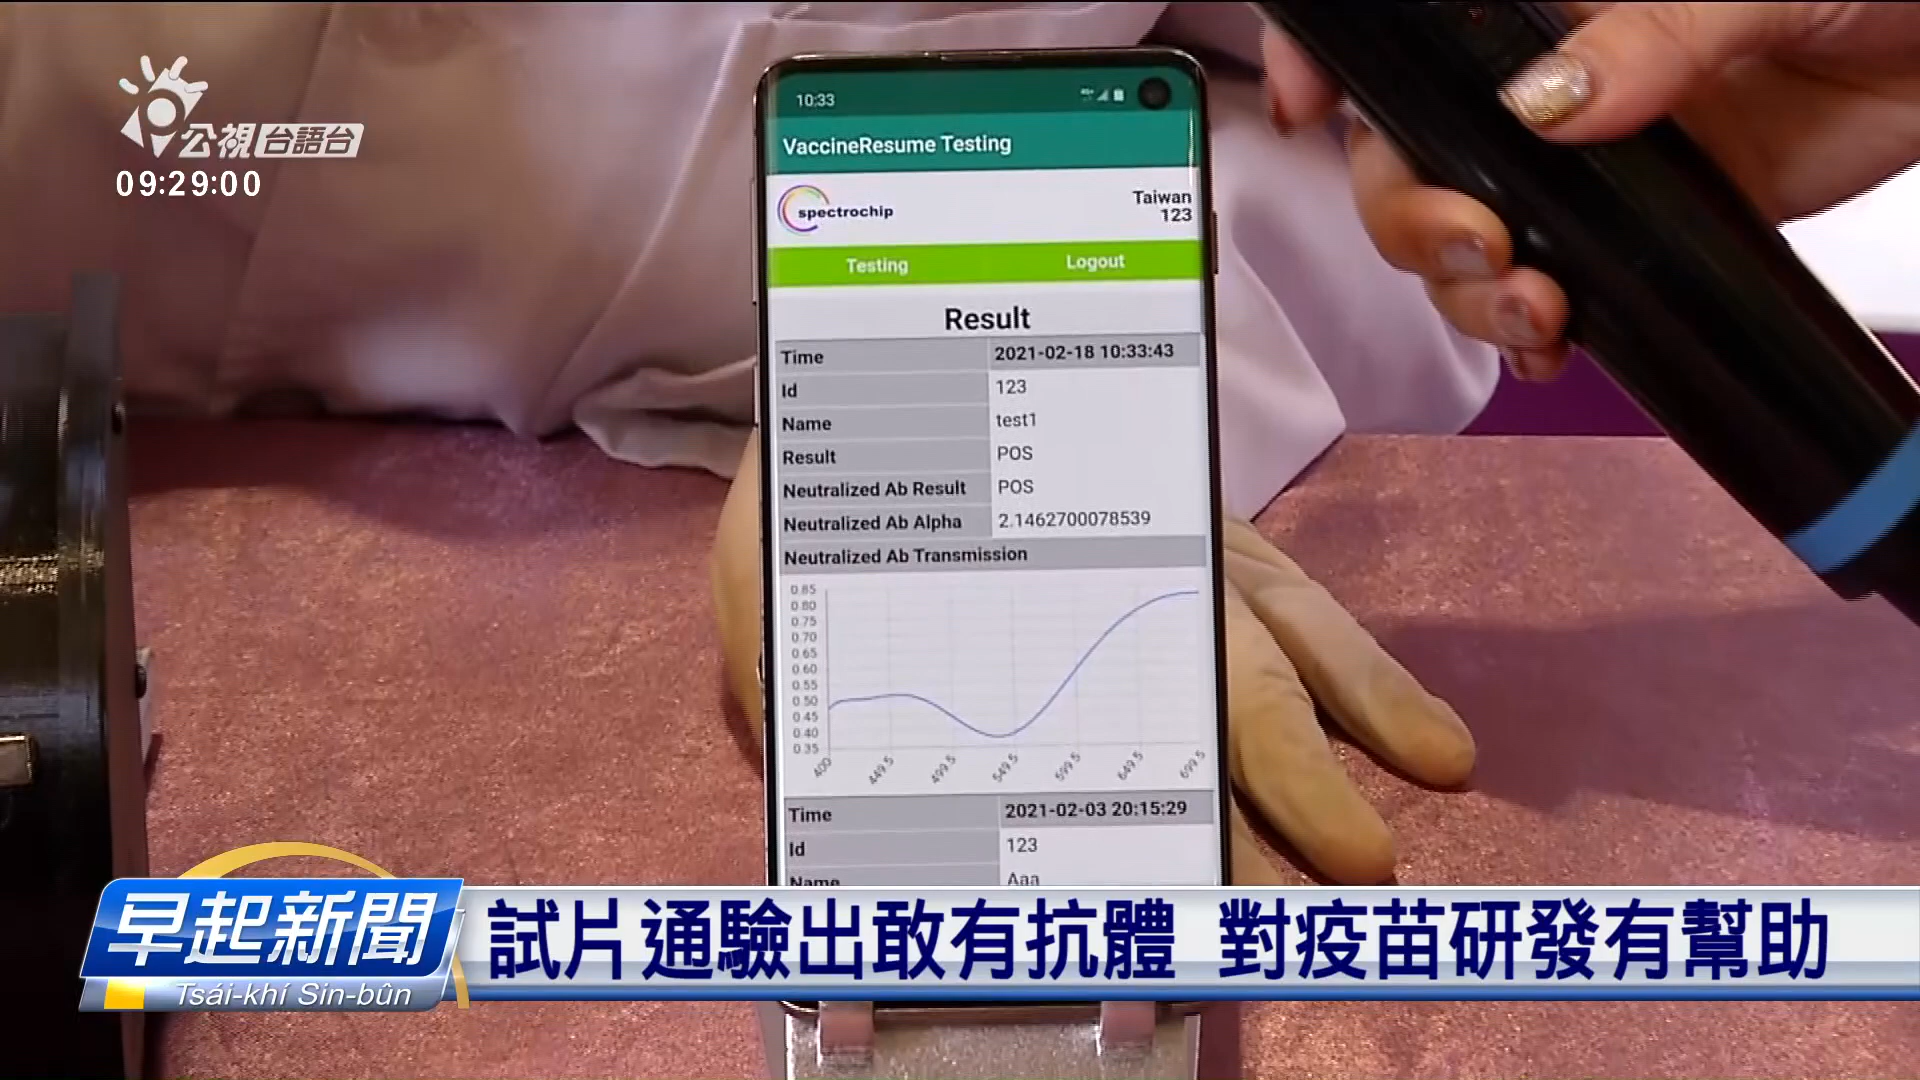 公視台語台
09:29:00
10:33
VaccineResume Testing
spectrochip
Taiwan
123
Testing
Logout
Result
Time 2021-02-18 10:33:43
Id 123
Name test1
Result POS
Neutralized Ab Result POS
Neutralized Ab Alpha 2.1462700078539
Neutralized Ab Transmission
0.85
0.80
0.75
0.70
0.65
0.60
0.55
0.50
0.45
0.40
0.35
400 449.5 499.5 549.5 599.5 649.5 699.5
Time 2021-02-03 20:15:29
Id 123
Name Aaa
早起新聞
Tsái-khí Sin-bûn
試片通驗出敢有抗體 對疫苗研發有幫助